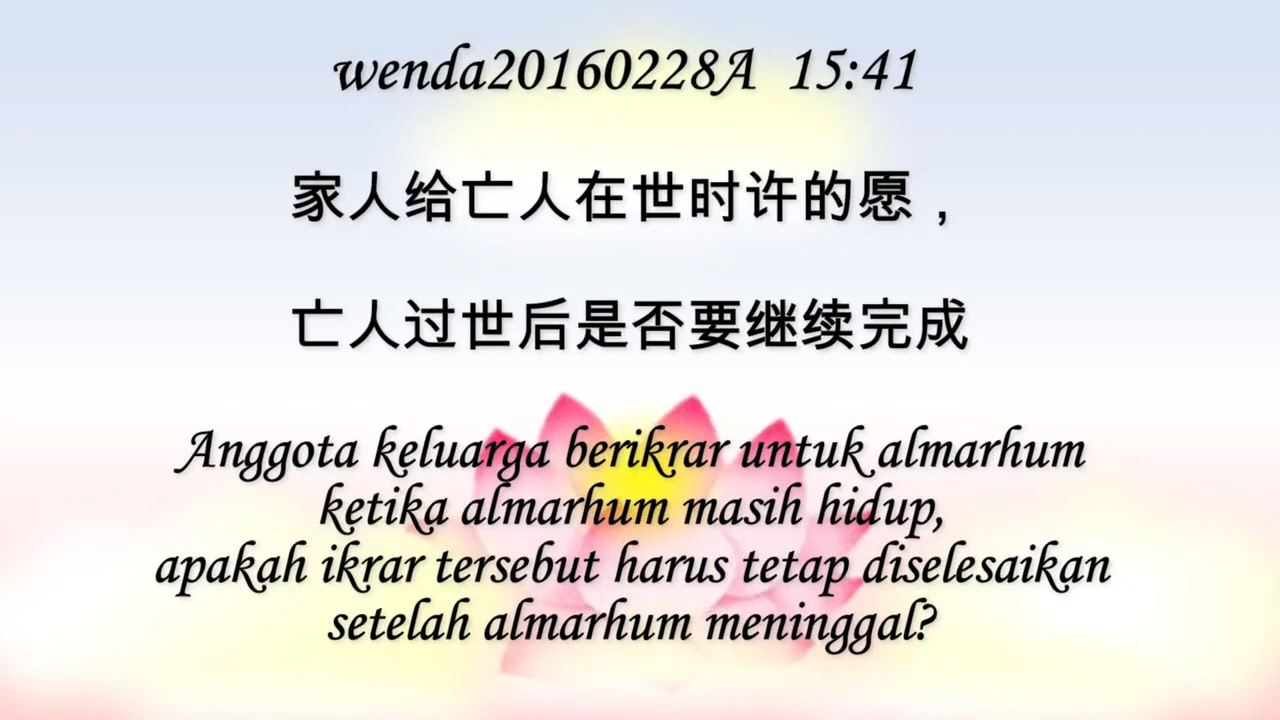 wenda20160228A 15:41
家人给亡人在世时许的愿，
亡人过世后是否要继续完成
Anggota keluarga berikrar untuk almarhum
ketika almarhum masih hidup,
apakah ikrar tersebut harus tetap diselesaikan
setelah almarhum meninggal?